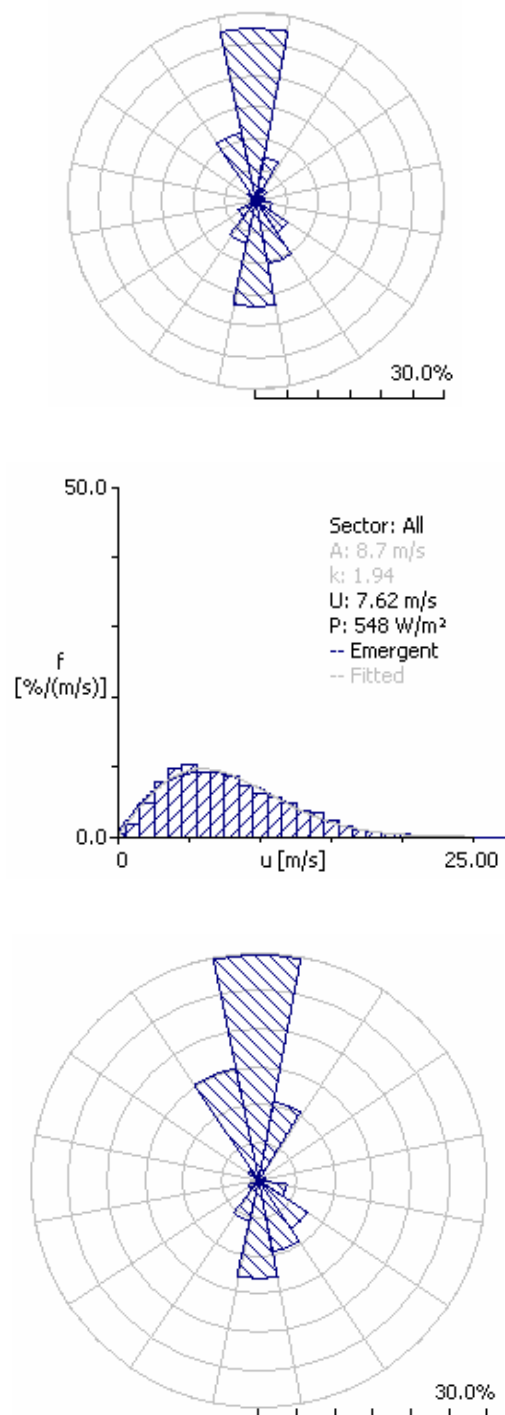 30.0%
50.0
Sector: All
A: 8.7 m/s
k: 1.94
U: 7.62 m/s
P: 548 W/m²
-- Emergent
-- Fitted
f
[%/(m/s)]
0.0
0
u [m/s]
25.00
30.0%